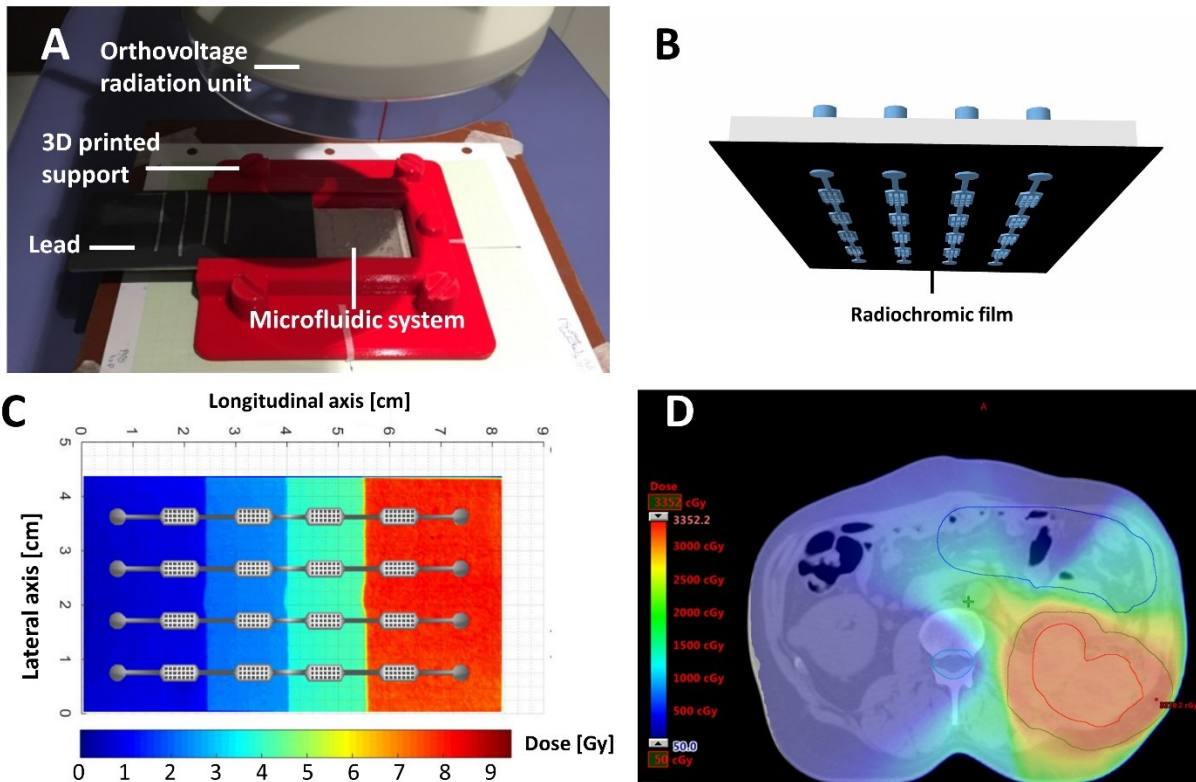 A
Orthovoltage
radiation unit
3D printed
support
Lead
Microfluidic system
B
Radiochromic film
C
Longitudinal axis [cm]
0 1 2 3 4 5 6 7 8 9
5
4
3
2
1
0
Lateral axis [cm]
Dose [Gy]
0 1 2 3 4 5 6 7 8 9
D
A
Dose
3352 cGy
3352.2
3000 cGy
2500 cGy
2000 cGy
1500 cGy
1000 cGy
500 cGy
50.0
50 cGy